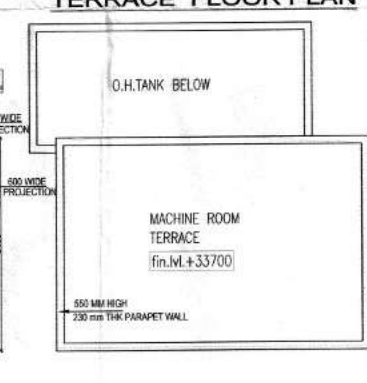 TERRACE FLOOR PLAN
O.H.TANK BELOW
WIDE
ECTION
600 WIDE
PROJECTION
MACHINE ROOM
TERRACE
fin.lvl.+33700
550 MM HIGH
230 mm THK PARAPET WALL